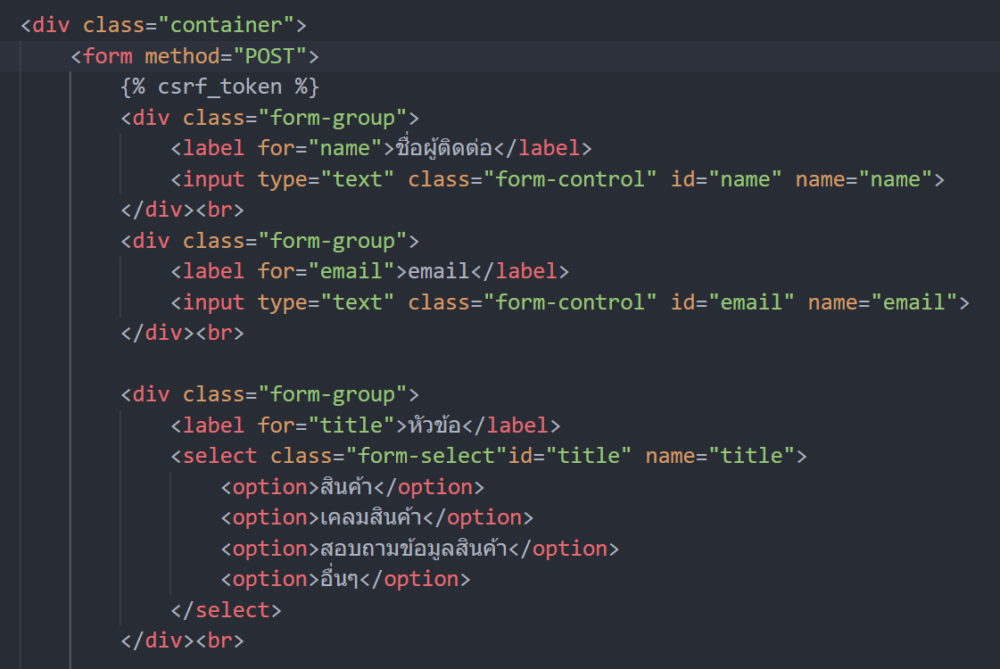 <div class="container">
<form method="POST">
{% csrf_token %}
<div class="form-group">
<label for="name">ชื่อผู้ติดต่อ</label>
<input type="text" class="form-control" id="name" name="name">
</div><br>
<div class="form-group">
<label for="email">email</label>
<input type="text" class="form-control" id="email" name="email">
</div><br>
<div class="form-group">
<label for="title">หัวข้อ</label>
<select class="form-select"id="title" name="title">
<option>สินค้า</option>
<option>เคลมสินค้า</option>
<option>สอบถามข้อมูลสินค้า</option>
<option>อื่นๆ</option>
</select>
</div><br>